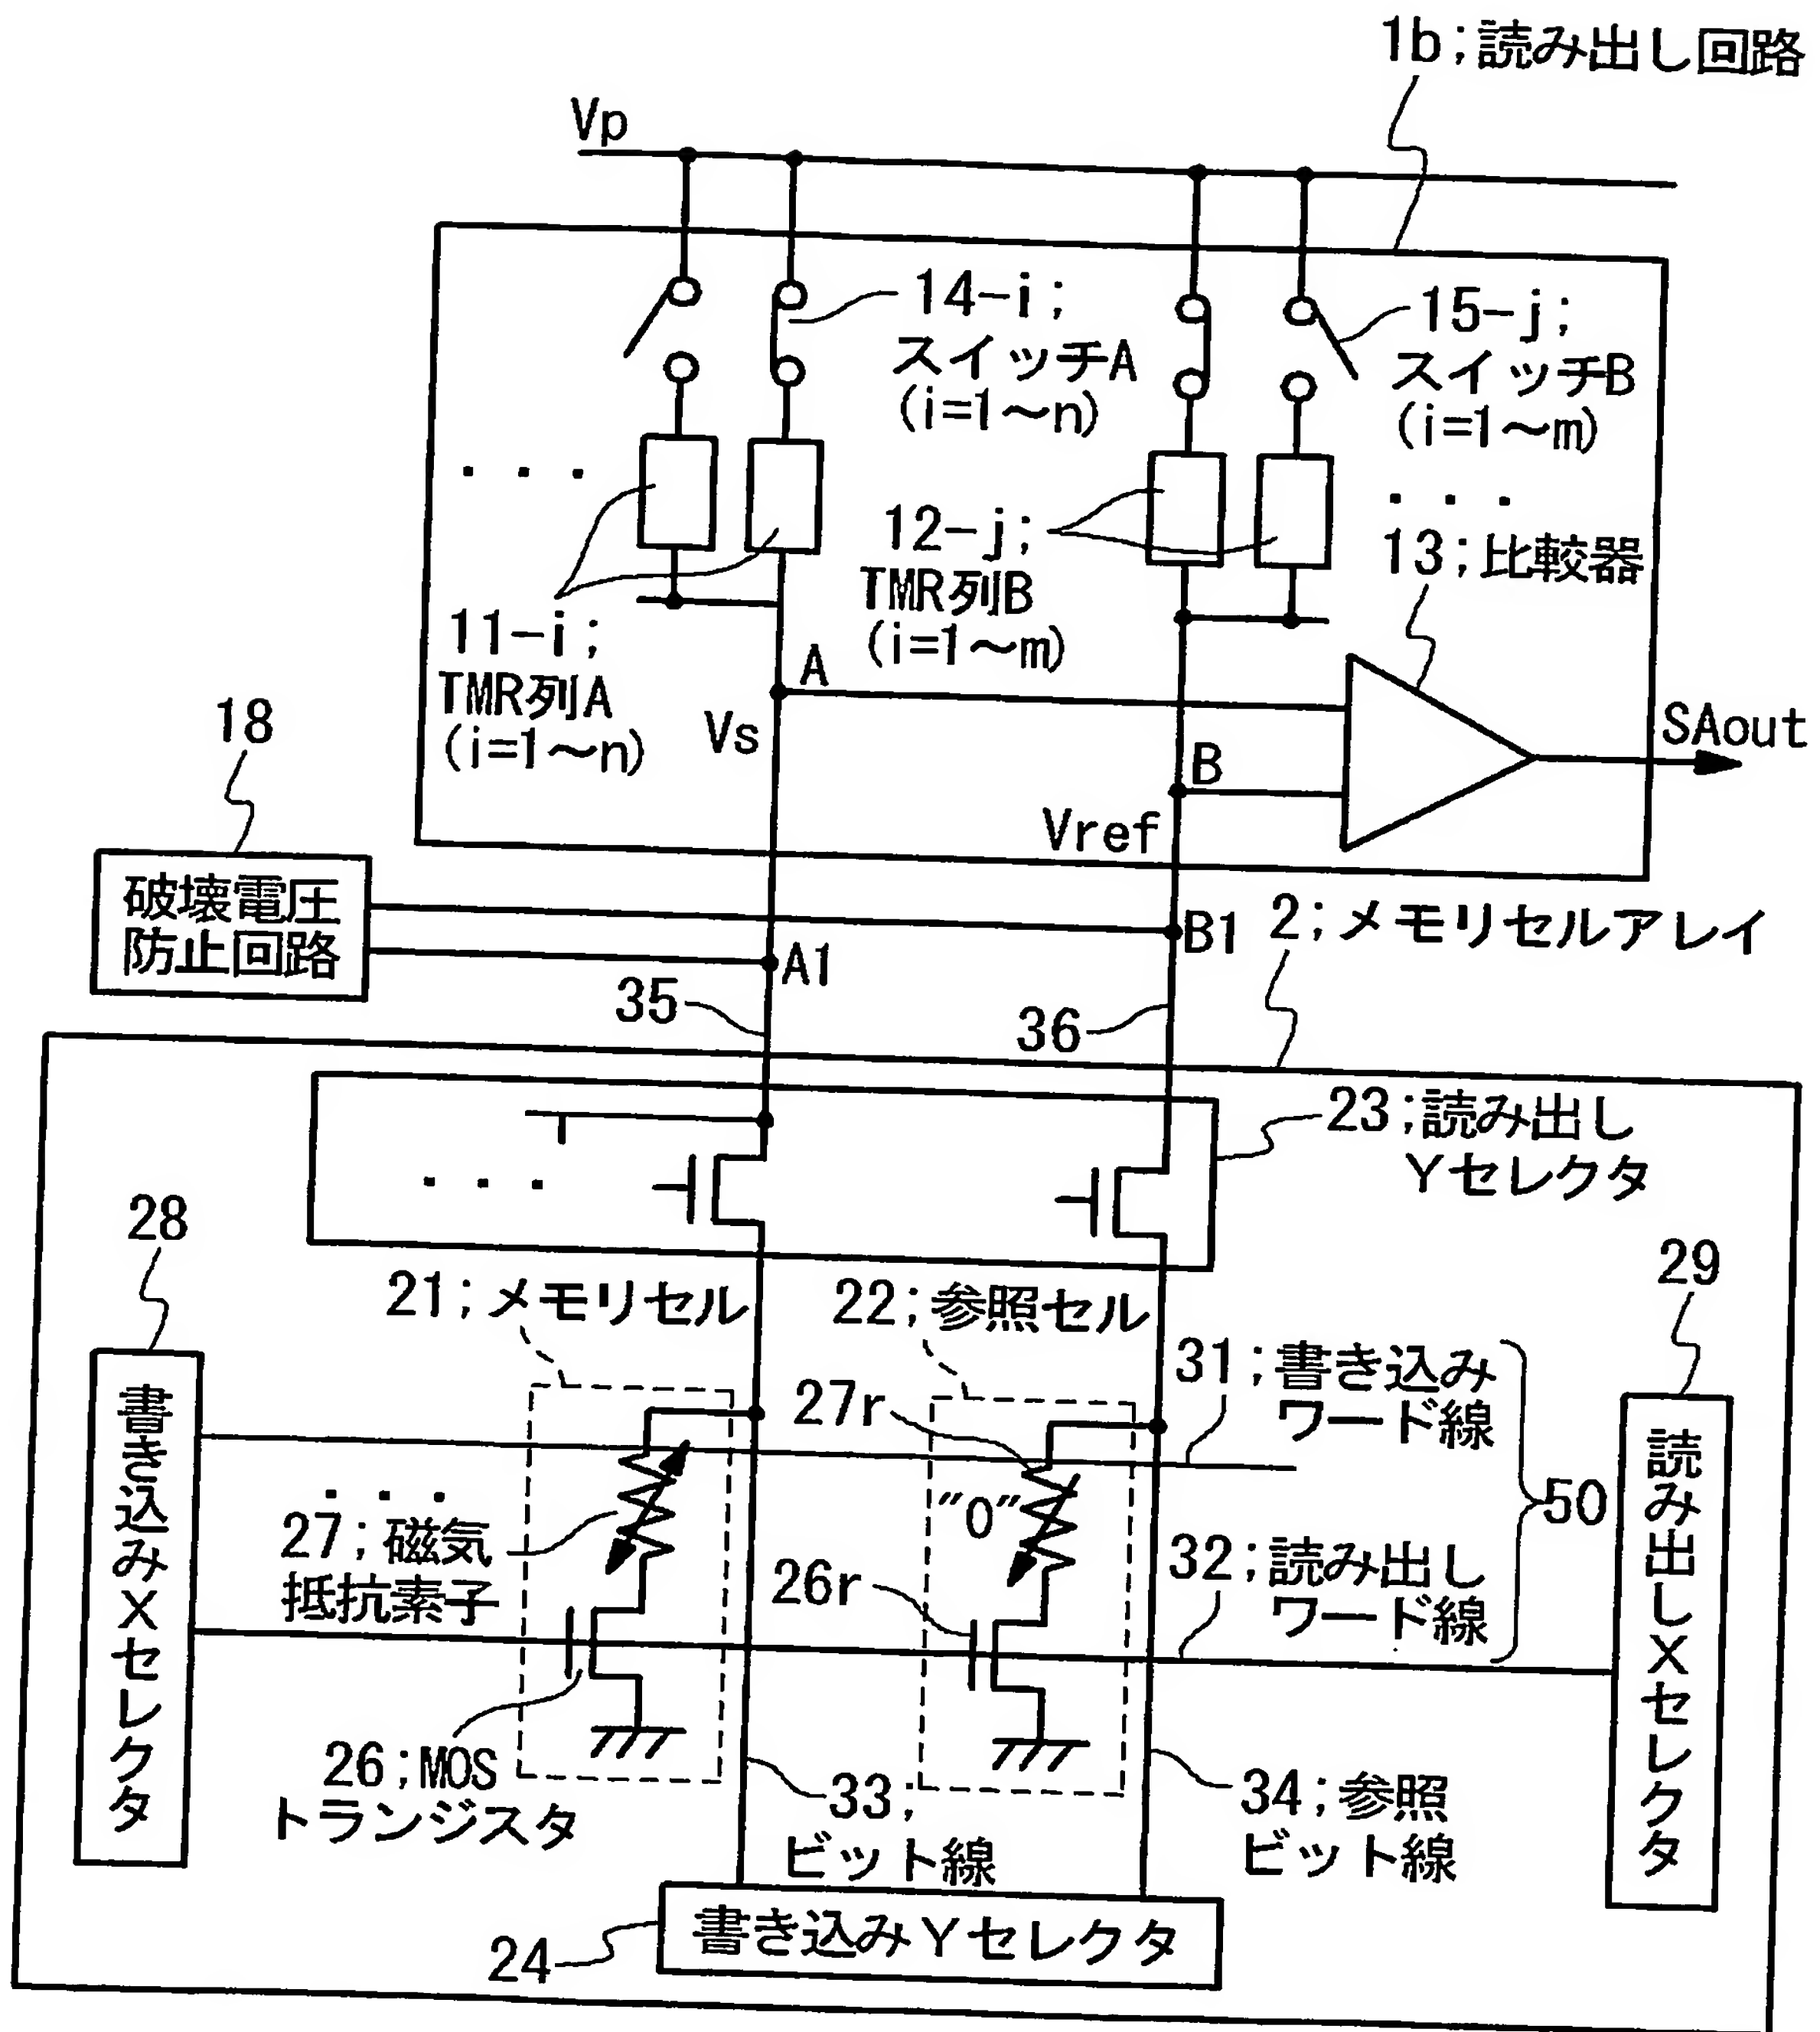 1b;読み出し回路
Vp
14-i;
スイッチA
(i=1〜n)
15-j;
スイッチB
(i=1〜m)
. . .
. . .
12-j;
TMR列B
(i=1〜m)
13;比較器
11-i;
TMR列A
(i=1〜n)
A
Vs
SAout
B
Vref
18
破壊電圧
防止回路
B1
A1
2;メモリセルアレイ
35
36
23;読み出し
Yセレクタ
. . .
28
29
21;メモリセル
22;参照セル
31;書き込み
ワード線
27r
50
書き込みXセレクタ
読み出しXセレクタ
. . .
"0"
27;磁気
抵抗素子
26r
32;読み出し
ワード線
26;MOS
トランジスタ
33;
ビット線
34;参照
ビット線
書き込みYセレクタ
24